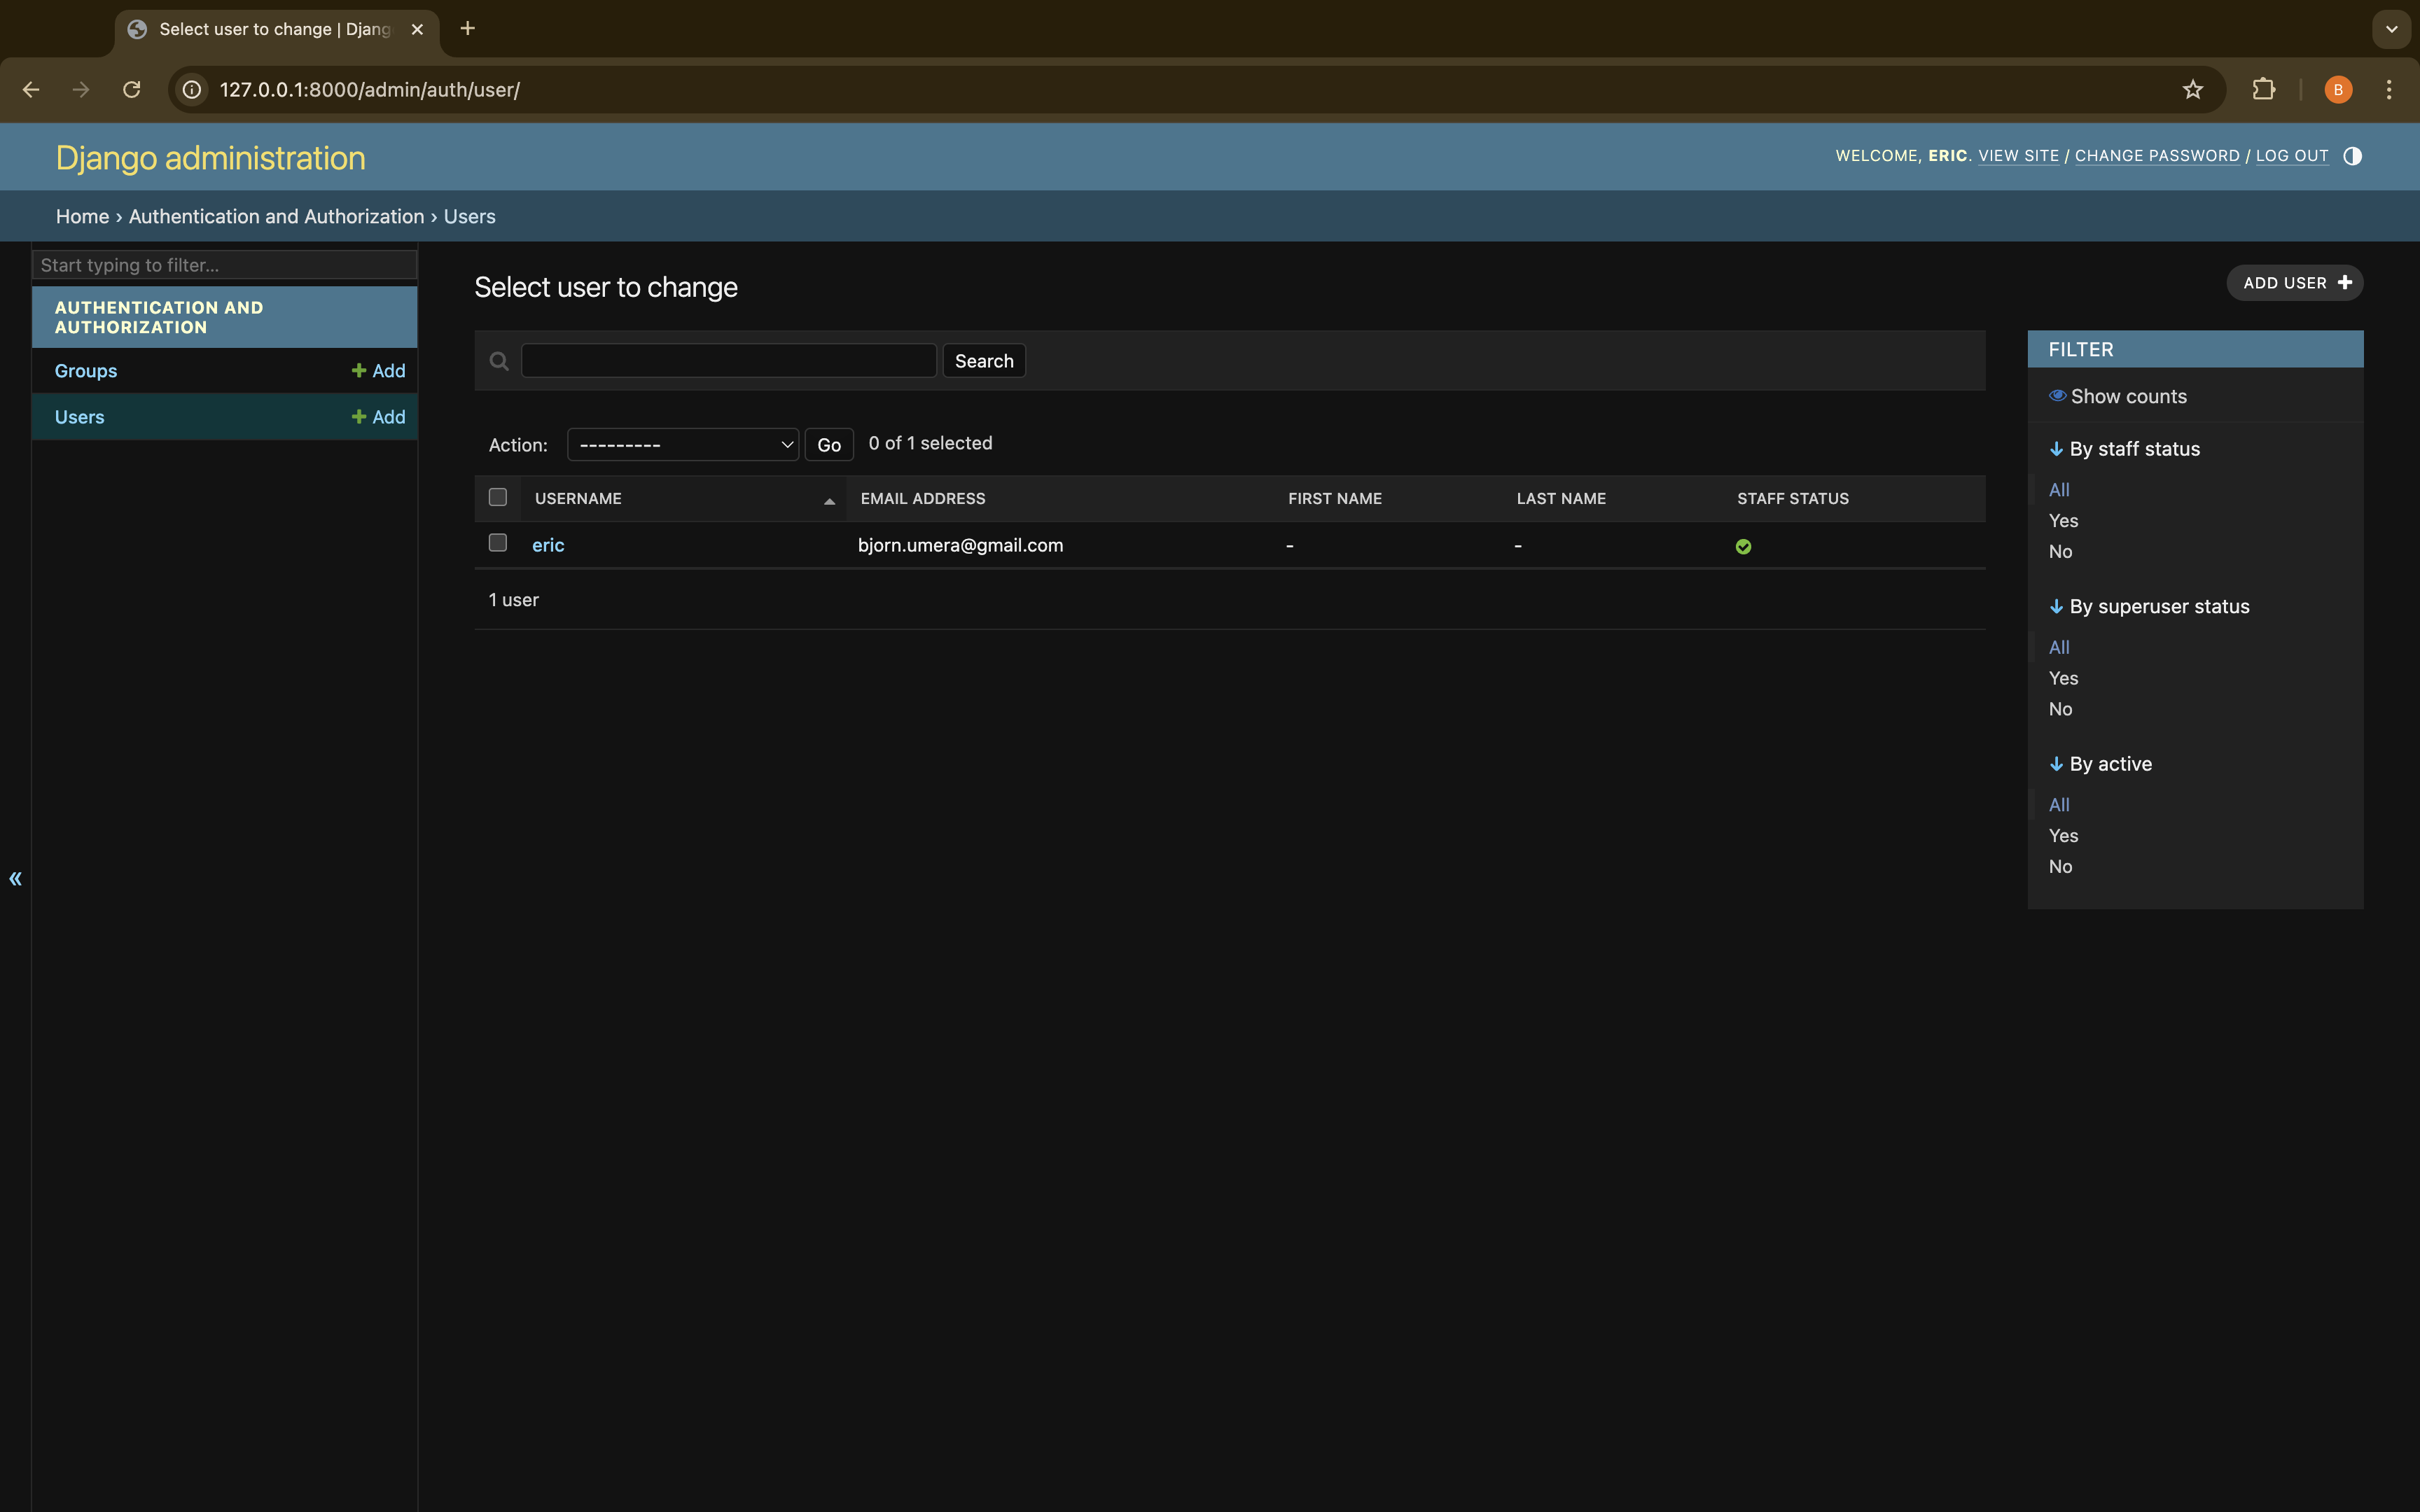 Select user to change | Djang
127.0.0.1:8000/admin/auth/user/
B
Django administration
WELCOME, ERIC. VIEW SITE / CHANGE PASSWORD / LOG OUT
Home › Authentication and Authorization › Users
Start typing to filter...
AUTHENTICATION AND
AUTHORIZATION
Groups
Add
Users
Add
Select user to change
ADD USER
Search
Action:
---------
Go
0 of 1 selected
USERNAME
EMAIL ADDRESS
FIRST NAME
LAST NAME
STAFF STATUS
eric
bjorn.umera@gmail.com
-
-
1 user
FILTER
Show counts
By staff status
All
Yes
No
By superuser status
All
Yes
No
By active
All
Yes
No
«